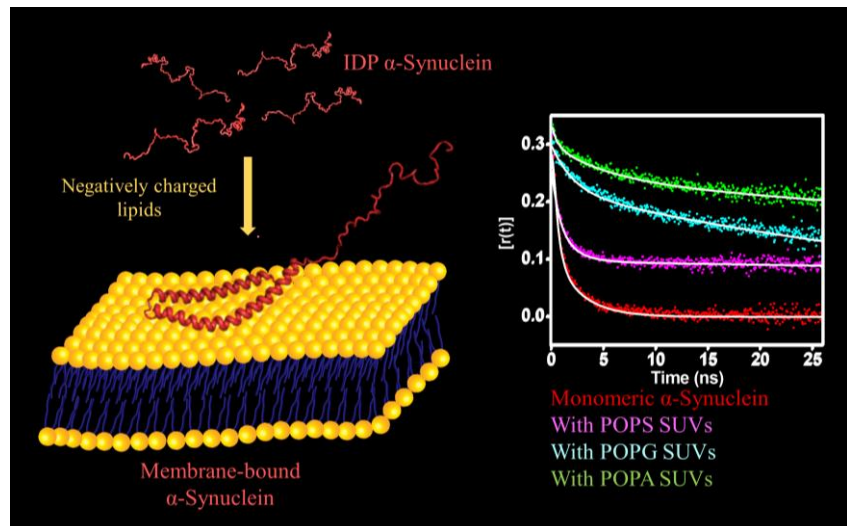 IDP α-Synuclein
Negatively charged
lipids
Membrane-bound
α-Synuclein
[r(t)]
0.3
0.2
0.1
0.0
0 5 10 15 20 25
Time (ns)
Monomeric α-Synuclein
With POPS SUVs
With POPG SUVs
With POPA SUVs